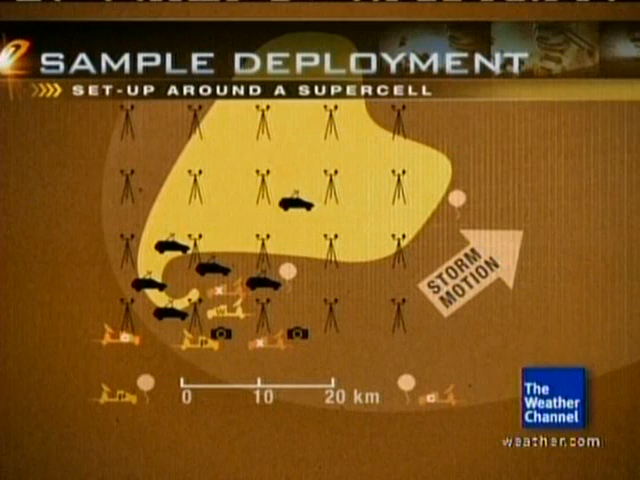 SAMPLE DEPLOYMENT
SET-UP AROUND A SUPERCELL
STORM
MOTION
0 10 20 km
The
Weather
Channel
weather.com